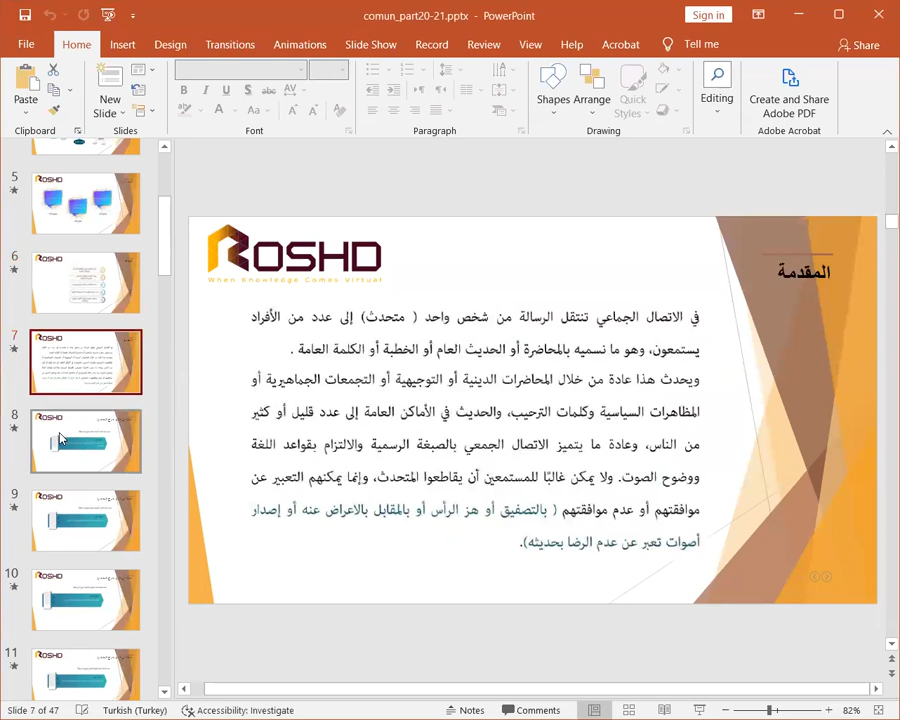 comun_part20-21.pptx - PowerPoint
Sign in
File Home Insert Design Transitions Animations Slide Show Record Review View Help Acrobat Tell me Share
Paste
New Slide
Shapes Arrange Quick Styles
Editing
Create and Share Adobe PDF
Clipboard Slides Font Paragraph Drawing Adobe Acrobat
5
6
7
8
9
10
11
ROSHD
When Knowledge Comes Virtual
المقدمة
في الاتصال الجماعي تنتقل الرسالة من شخص واحد ( متحدث) إلى عدد من الأفراد
يستمعون، وهو ما نسميه بالمحاضرة أو الحديث العام أو الخطبة أو الكلمة العامة .
ويحدث هذا عادة من خلال المحاضرات الدينية أو التوجيهية أو التجمعات الجماهيرية أو
المظاهرات السياسية وكلمات الترحيب، والحديث في الأماكن العامة إلى عدد قليل أو كثير
من الناس، وعادة ما يتميز الاتصال الجمعي بالصبغة الرسمية والالتزام بقواعد اللغة
ووضوح الصوت. ولا يمكن غالبًا للمستمعين أن يقاطعوا المتحدث، وإنما يمكنهم التعبير عن
موافقتهم أو عدم موافقتهم ( بالتصفيق أو هز الرأس أو بالمقابل بالاعراض عنه أو إصدار
أصوات تعبر عن عدم الرضا بحديثه).
Slide 7 of 47 Turkish (Turkey) Accessibility: Investigate Notes Comments 82%